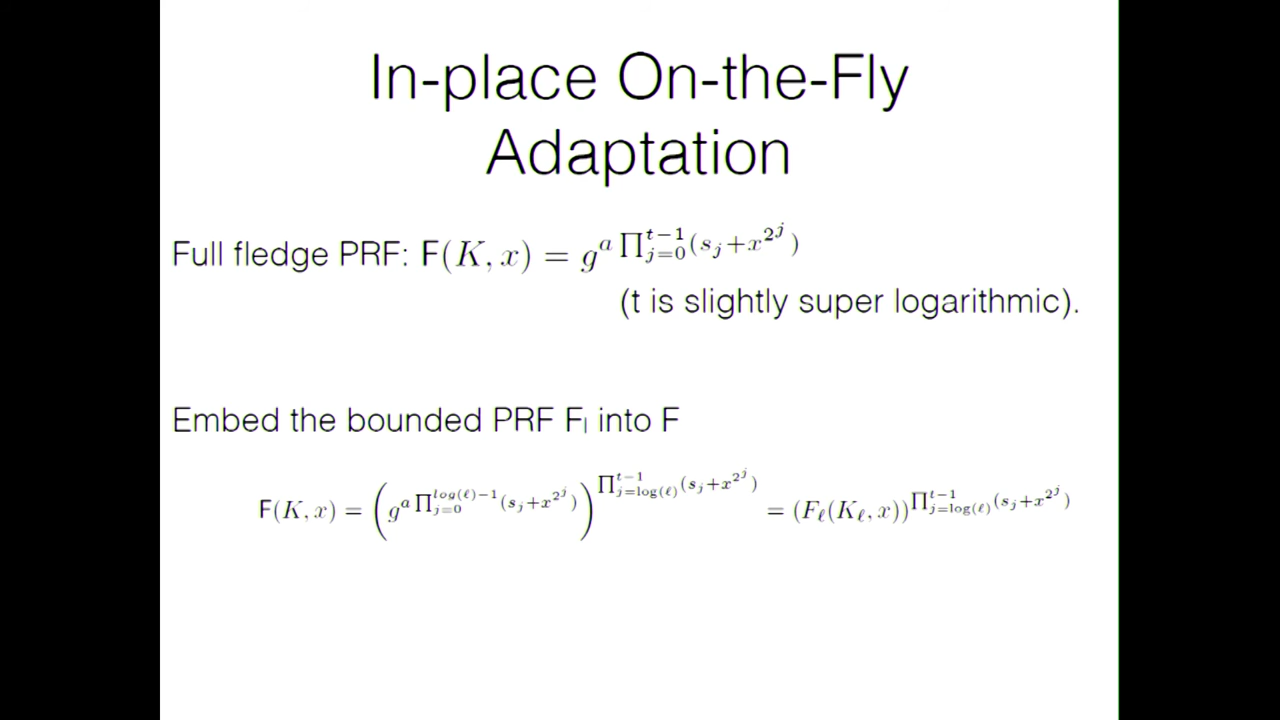 In-place On-the-Fly
Adaptation
Full fledge PRF: F(K, x) = g^{a ∏_{j=0}^{t−1}(s_j+x^{2^j})}
(t is slightly super logarithmic).
Embed the bounded PRF F_l into F
F(K, x) = (g^{a ∏_{j=0}^{log(ℓ)−1}(s_j+x^{2^j})})^{∏_{j=log(ℓ)}^{t−1}(s_j+x^{2^j})} = (F_ℓ(K_ℓ, x))^{∏_{j=log(ℓ)}^{t−1}(s_j+x^{2^j})}